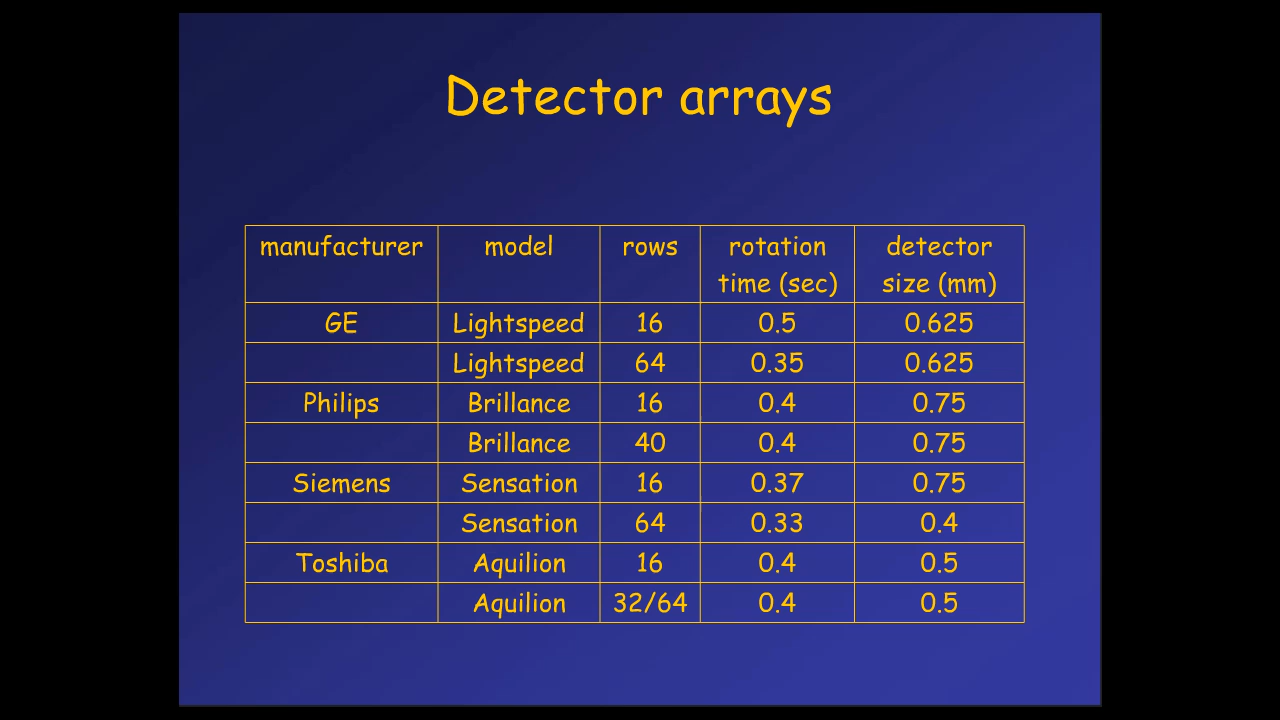 Detector arrays
manufacturer model rows rotation time (sec) detector size (mm)
GE Lightspeed 16 0.5 0.625
Lightspeed 64 0.35 0.625
Philips Brillance 16 0.4 0.75
Brillance 40 0.4 0.75
Siemens Sensation 16 0.37 0.75
Sensation 64 0.33 0.4
Toshiba Aquilion 16 0.4 0.5
Aquilion 32/64 0.4 0.5